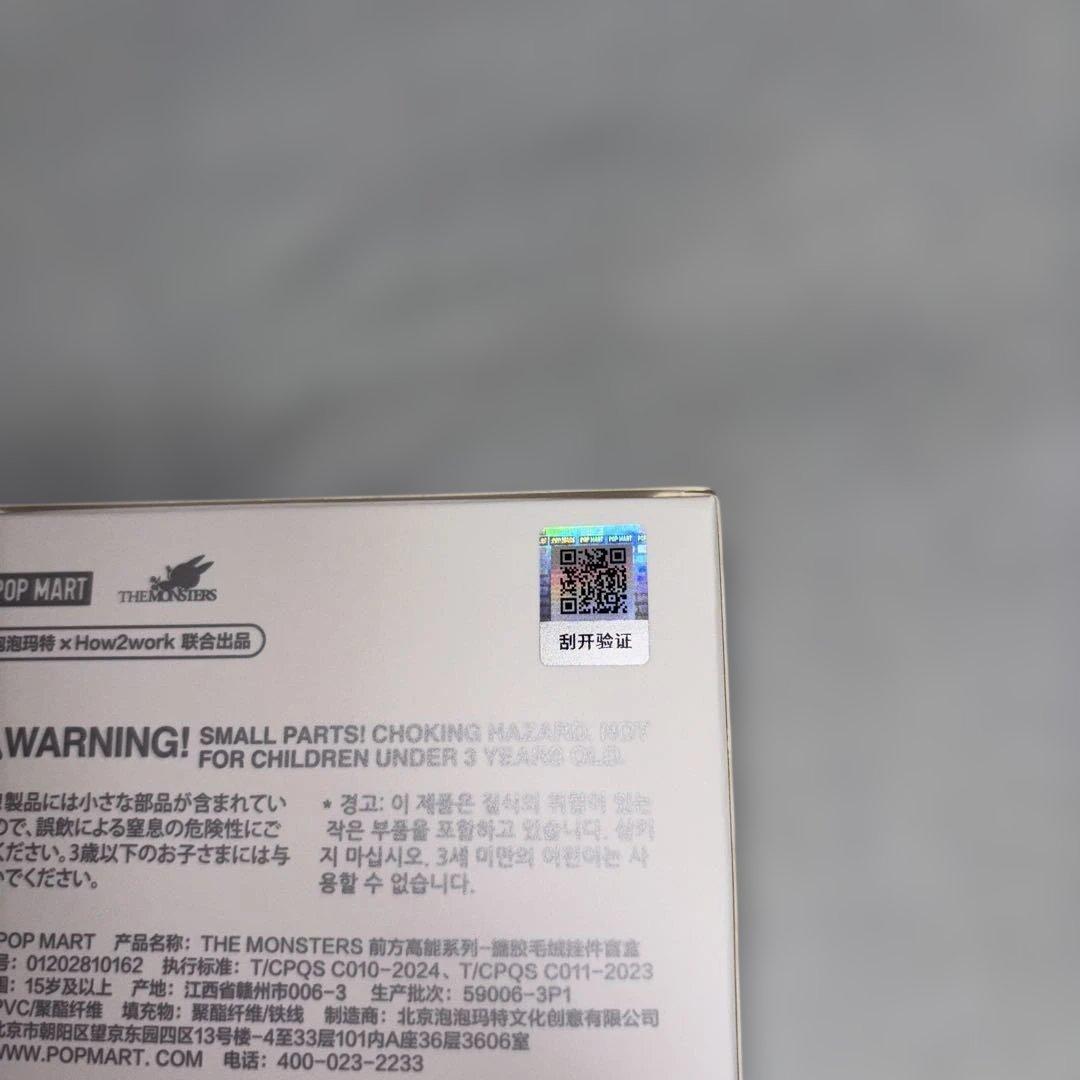 POP MART
THE MONSTERS
POP MART POP MART
泡泡玛特 × How2work 联合出品
刮开验证
WARNING! SMALL PARTS! CHOKING HAZARD. NOT
FOR CHILDREN UNDER 3 YEARS OLD.
製品には小さな部品が含まれてい
ので、誤飲による窒息の危険性にご
ください。3歳以下のお子さまには与
いでください。
* 경고: 이 제품은 질식의 위험이 있는
작은 부품을 포함하고 있습니다. 삼키
지 마십시오. 3세 미만의 어린이는 사
용할 수 없습니다.
POP MART 产品名称：THE MONSTERS 前方高能系列-搪胶毛绒挂件盲盒
号：01202810162 执行标准：T/CPQS C010-2024、T/CPQS C011-2023
围：15岁及以上 产地：江西省赣州市006-3 生产批次：59006-3P1
PVC/聚酯纤维 填充物：聚酯纤维/铁线 制造商：北京泡泡玛特文化创意有限公司
北京市朝阳区望京东园四区13号楼-4至33层101内A座36层3606室
WWW.POPMART.COM 电话：400-023-2233